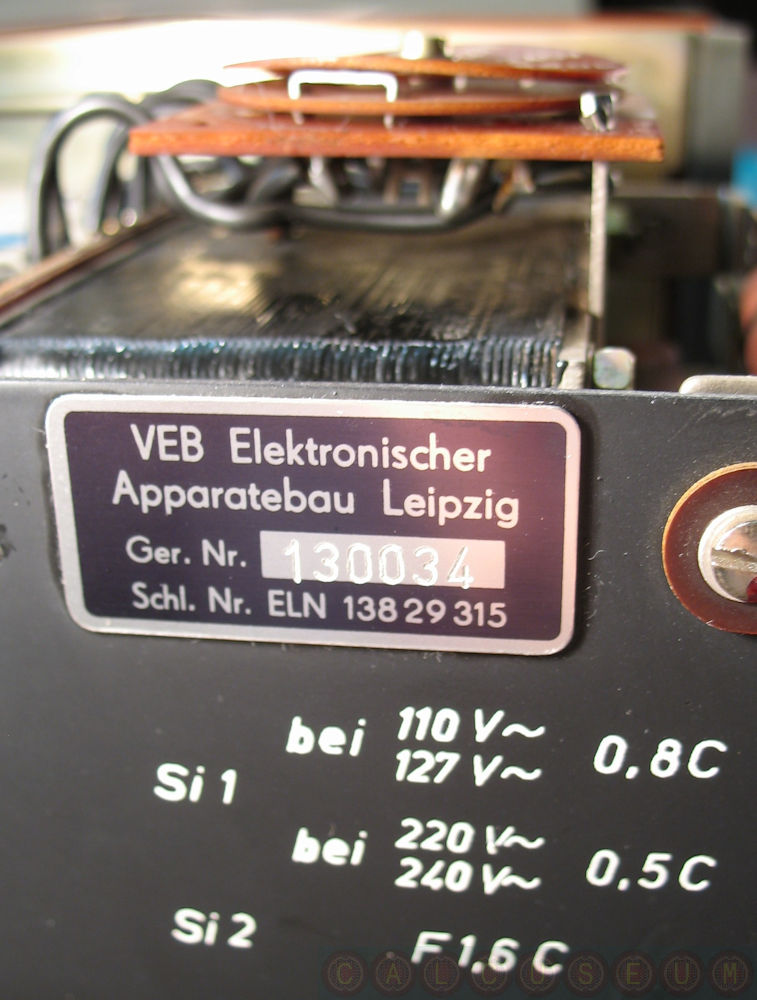 VEB Elektronischer
Apparatebau Leipzig
Ger. Nr. 130034
Schl. Nr. ELN 138 29 315
bei 110 V~ 0,8 C
127 V~
Si 1
bei 220 V~ 0,5 C
240 V~
Si 2 F 1,6 C
CALCUSEUM